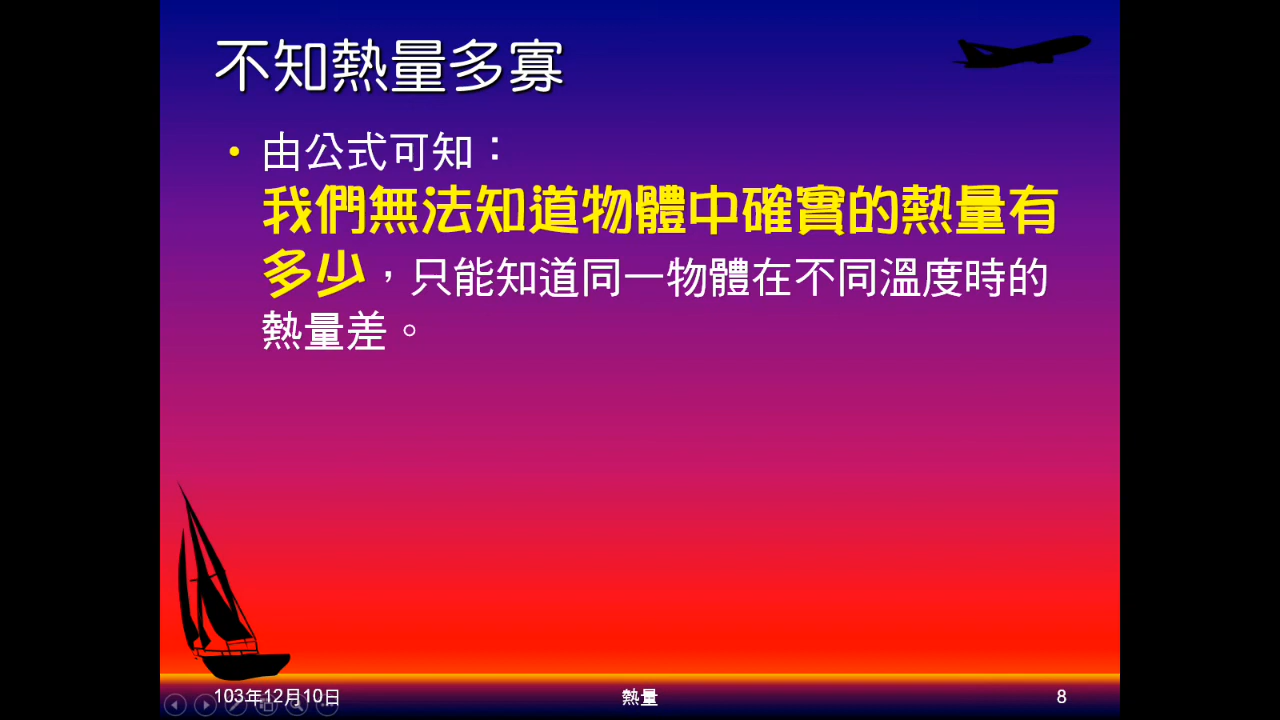 不知熱量多寡
• 由公式可知：
我們無法知道物體中確實的熱量有
多少，只能知道同一物體在不同溫度時的
熱量差。
103年12月10日
熱量
8